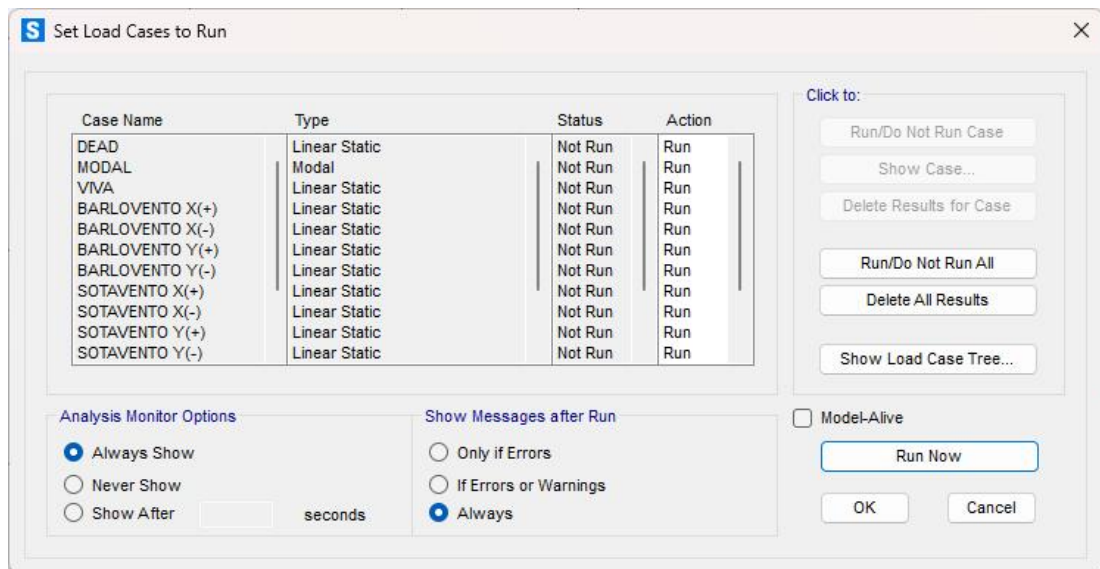 S Set Load Cases to Run
Click to:
Case Name Type Status Action
DEAD Linear Static Not Run Run
MODAL Modal Not Run Run
VIVA Linear Static Not Run Run
BARLOVENTO X(+) Linear Static Not Run Run
BARLOVENTO X(-) Linear Static Not Run Run
BARLOVENTO Y(+) Linear Static Not Run Run
BARLOVENTO Y(-) Linear Static Not Run Run
SOTAVENTO X(+) Linear Static Not Run Run
SOTAVENTO X(-) Linear Static Not Run Run
SOTAVENTO Y(+) Linear Static Not Run Run
SOTAVENTO Y(-) Linear Static Not Run Run
Run/Do Not Run Case
Show Case...
Delete Results for Case
Run/Do Not Run All
Delete All Results
Show Load Case Tree...
Analysis Monitor Options
Always Show
Never Show
Show After seconds
Show Messages after Run
Only if Errors
If Errors or Warnings
Always
Model-Alive
Run Now
OK Cancel